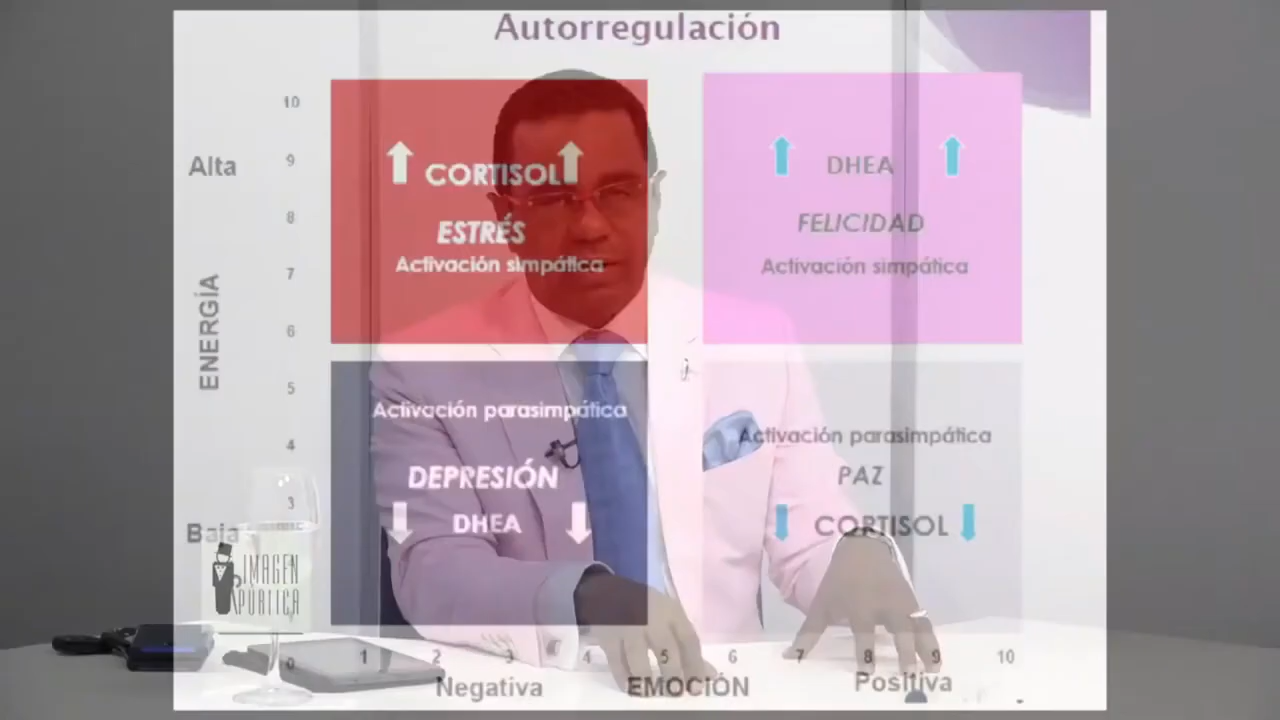 Autorregulación
10
9
8
7
6
5
4
3
Alta
ENERGÍA
Baja
CORTISOL
ESTRÉS
Activación simpática
DHEA
FELICIDAD
Activación simpática
Activación parasimpática
DEPRESIÓN
DHEA
Activación parasimpática
PAZ
CORTISOL
IMAGEN
PÚBLICA
0 1 2 3 4 5 6 7 8 9 10
Negativa EMOCIÓN Positiva